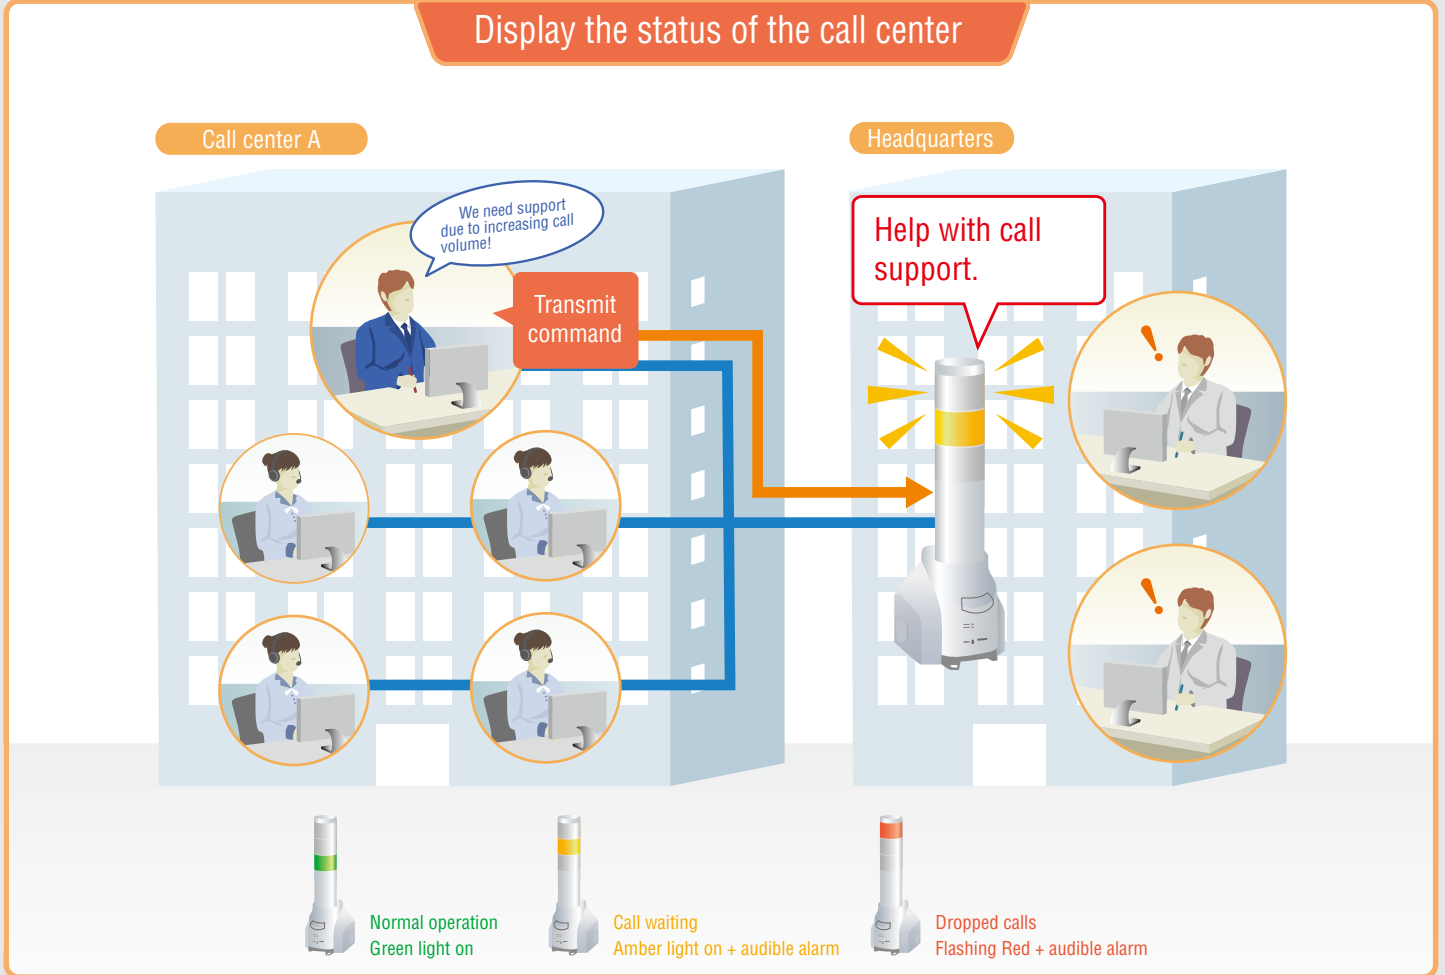 Display the status of the call center
Call center A
Headquarters
We need support
due to increasing call
volume!
Help with call
support.
Transmit
command
Normal operation
Green light on
Call waiting
Amber light on + audible alarm
Dropped calls
Flashing Red + audible alarm